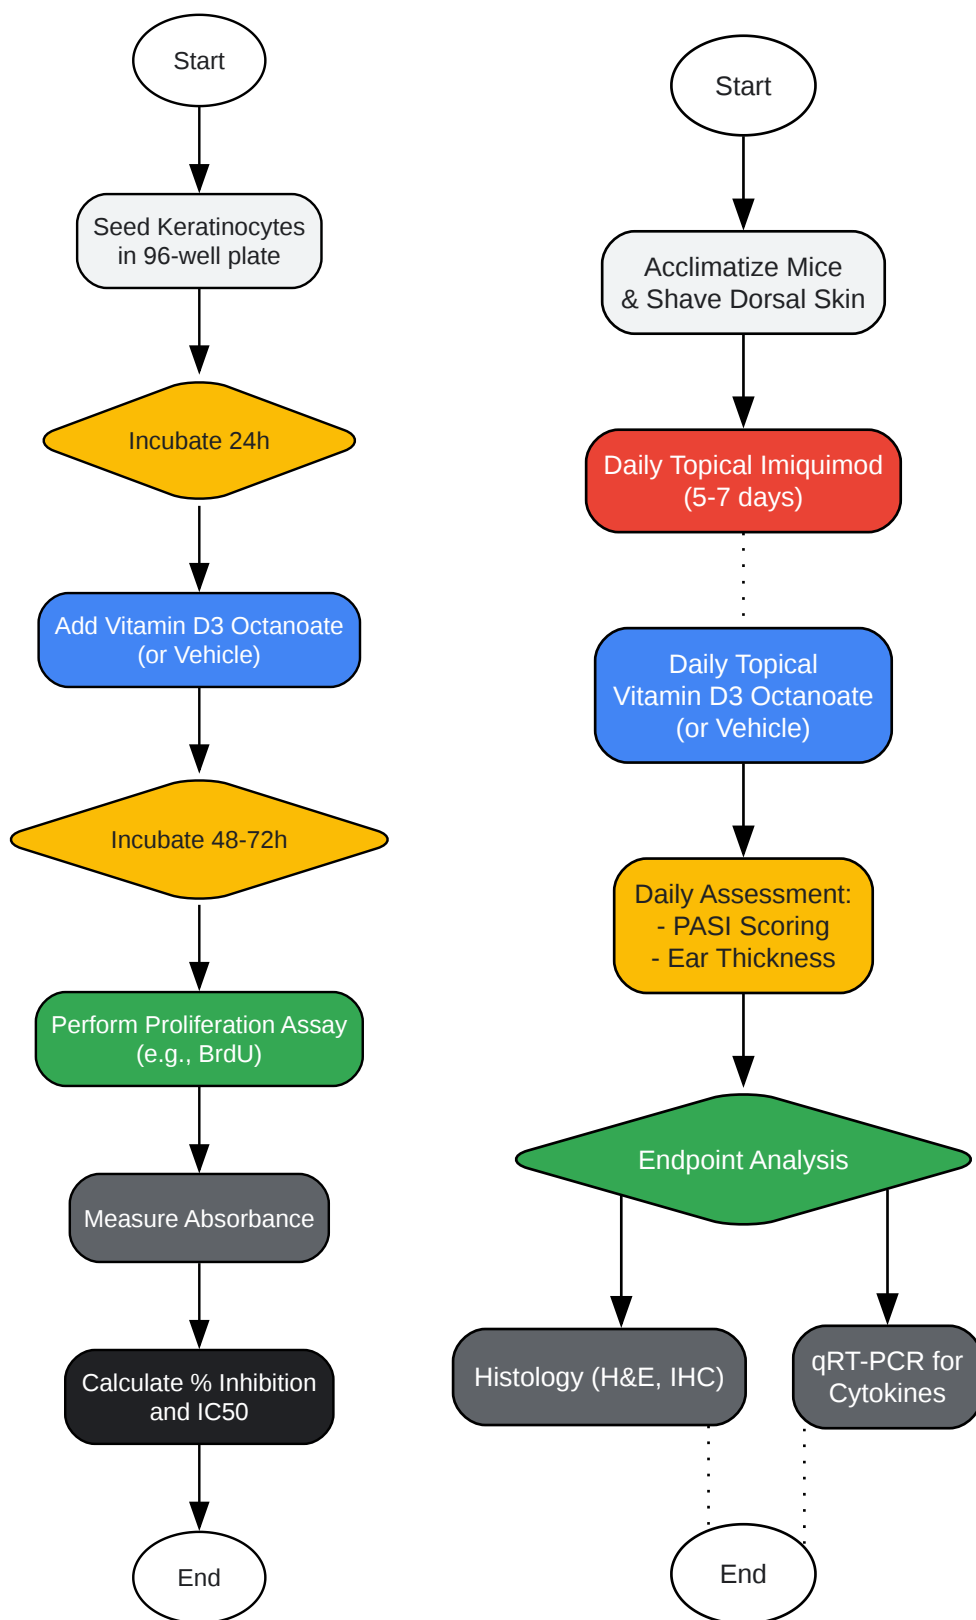 Start
Seed Keratinocytes
in 96-well plate
Incubate 24h
Add Vitamin D3 Octanoate
(or Vehicle)
Incubate 48-72h
Perform Proliferation Assay
(e.g., BrdU)
Measure Absorbance
Calculate % Inhibition
and IC50
End
Start
Acclimatize Mice
& Shave Dorsal Skin
Daily Topical Imiquimod
(5-7 days)
Daily Topical
Vitamin D3 Octanoate
(or Vehicle)
Daily Assessment:
- PASI Scoring
- Ear Thickness
Endpoint Analysis
Histology (H&E, IHC)
qRT-PCR for
Cytokines
End